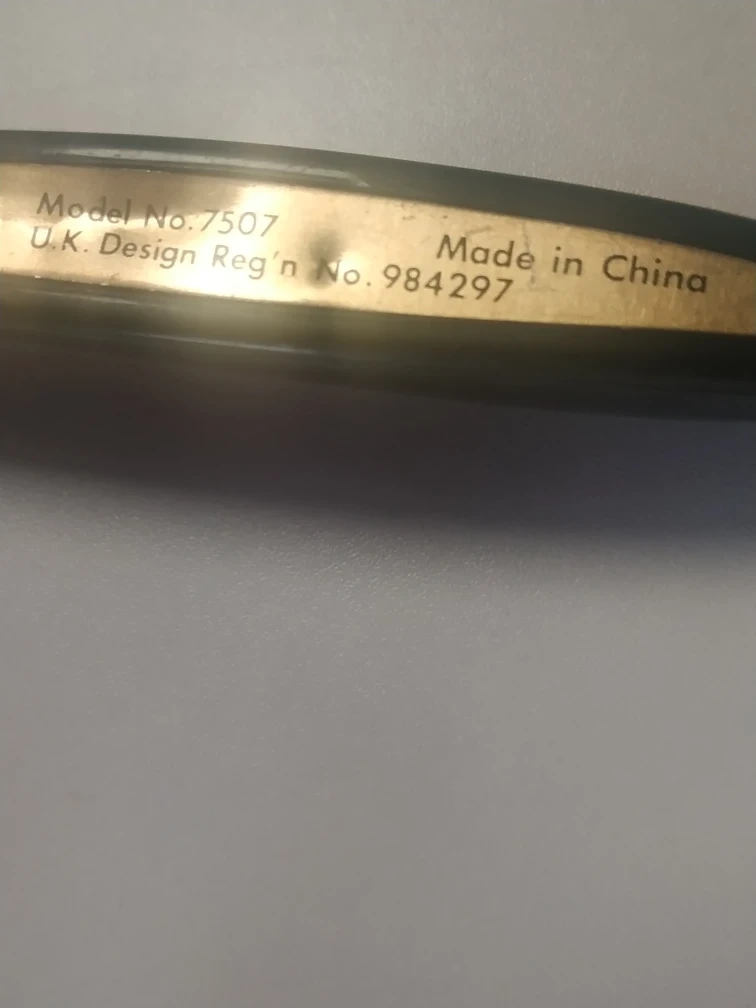 Model No. 7507
U.K. Design Reg'n No. 984297
Made in China